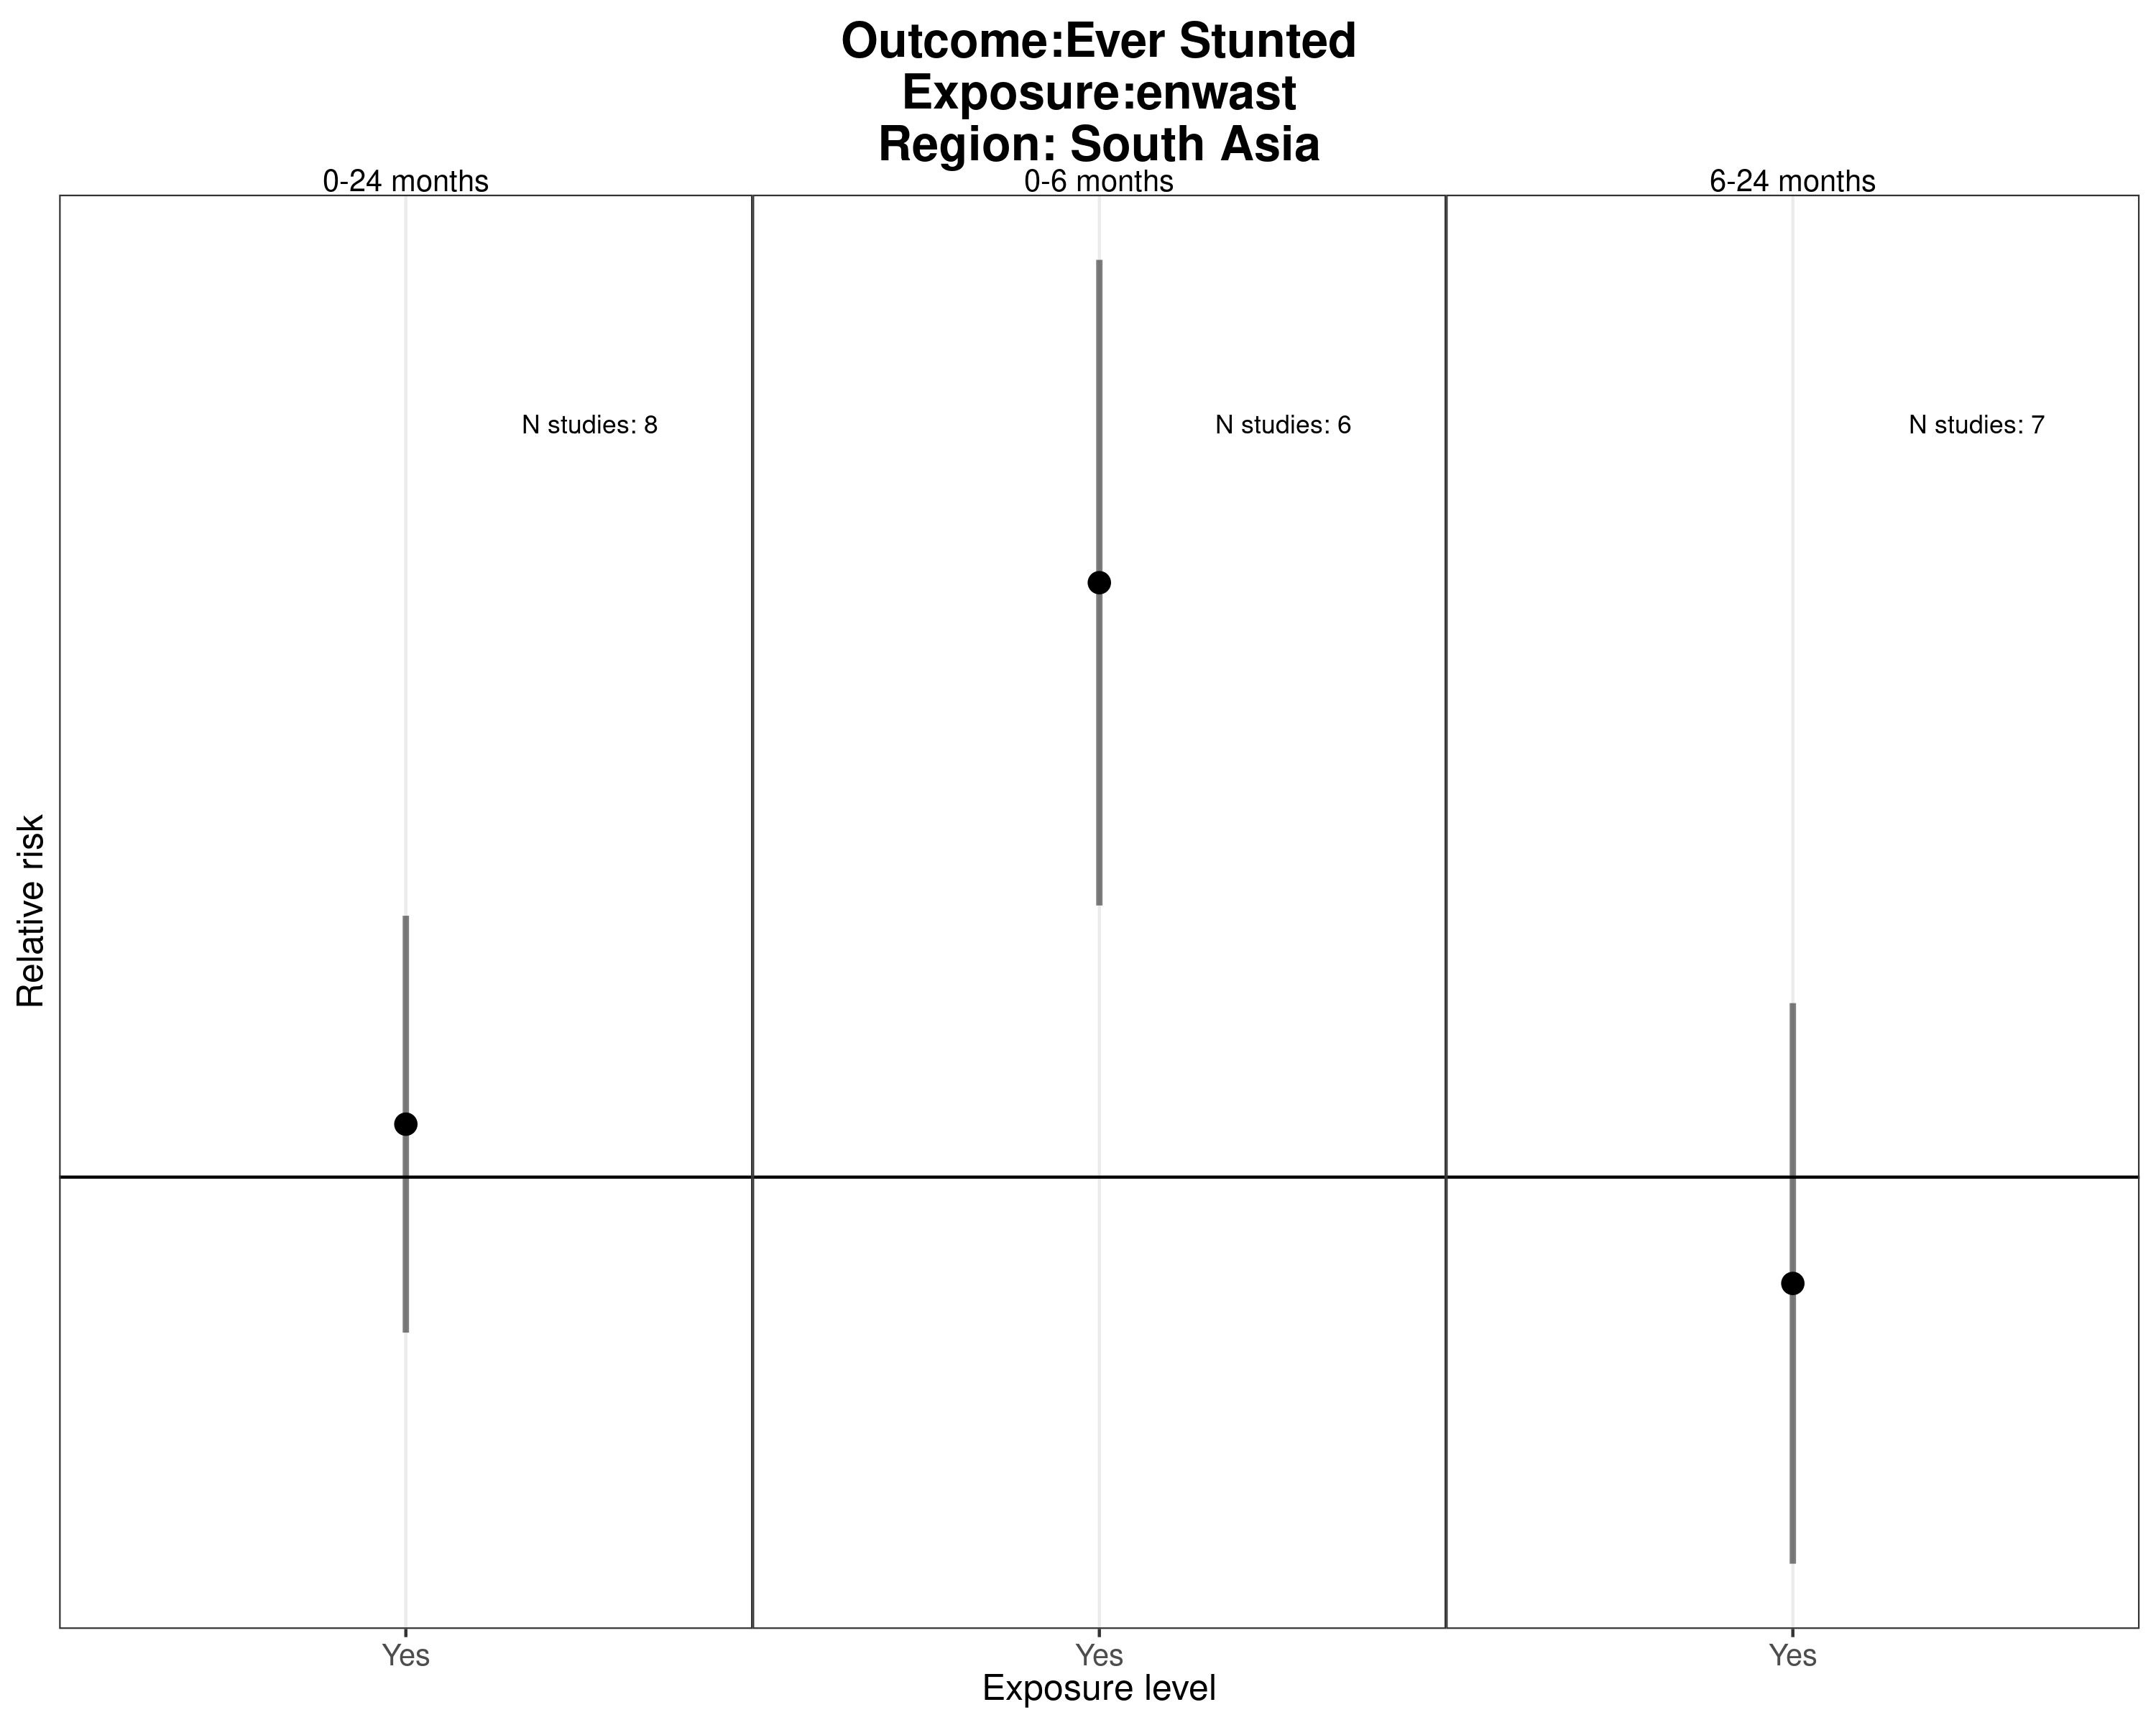 Outcome:Ever Stunted
Exposure:enwast
Region: South Asia
0-24 months
0-6 months
6-24 months
N studies: 8
N studies: 6
N studies: 7
Relative risk
Yes
Yes
Yes
Exposure level